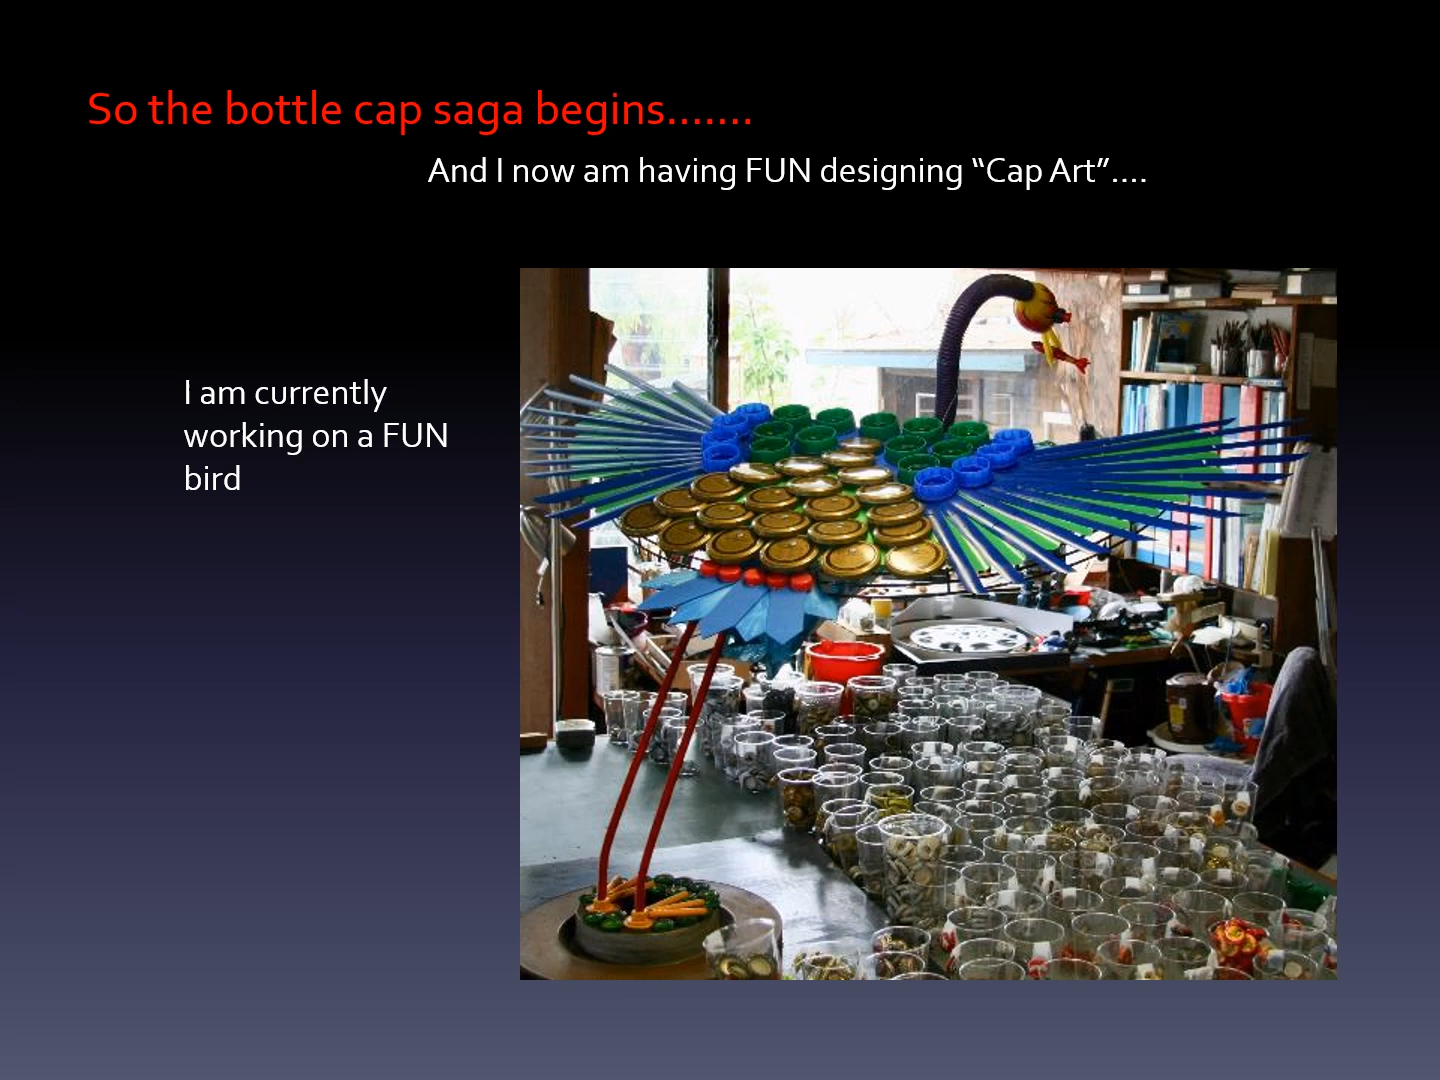 So the bottle cap saga begins.......
And I now am having FUN designing “Cap Art”....
I am currently
working on a FUN
bird